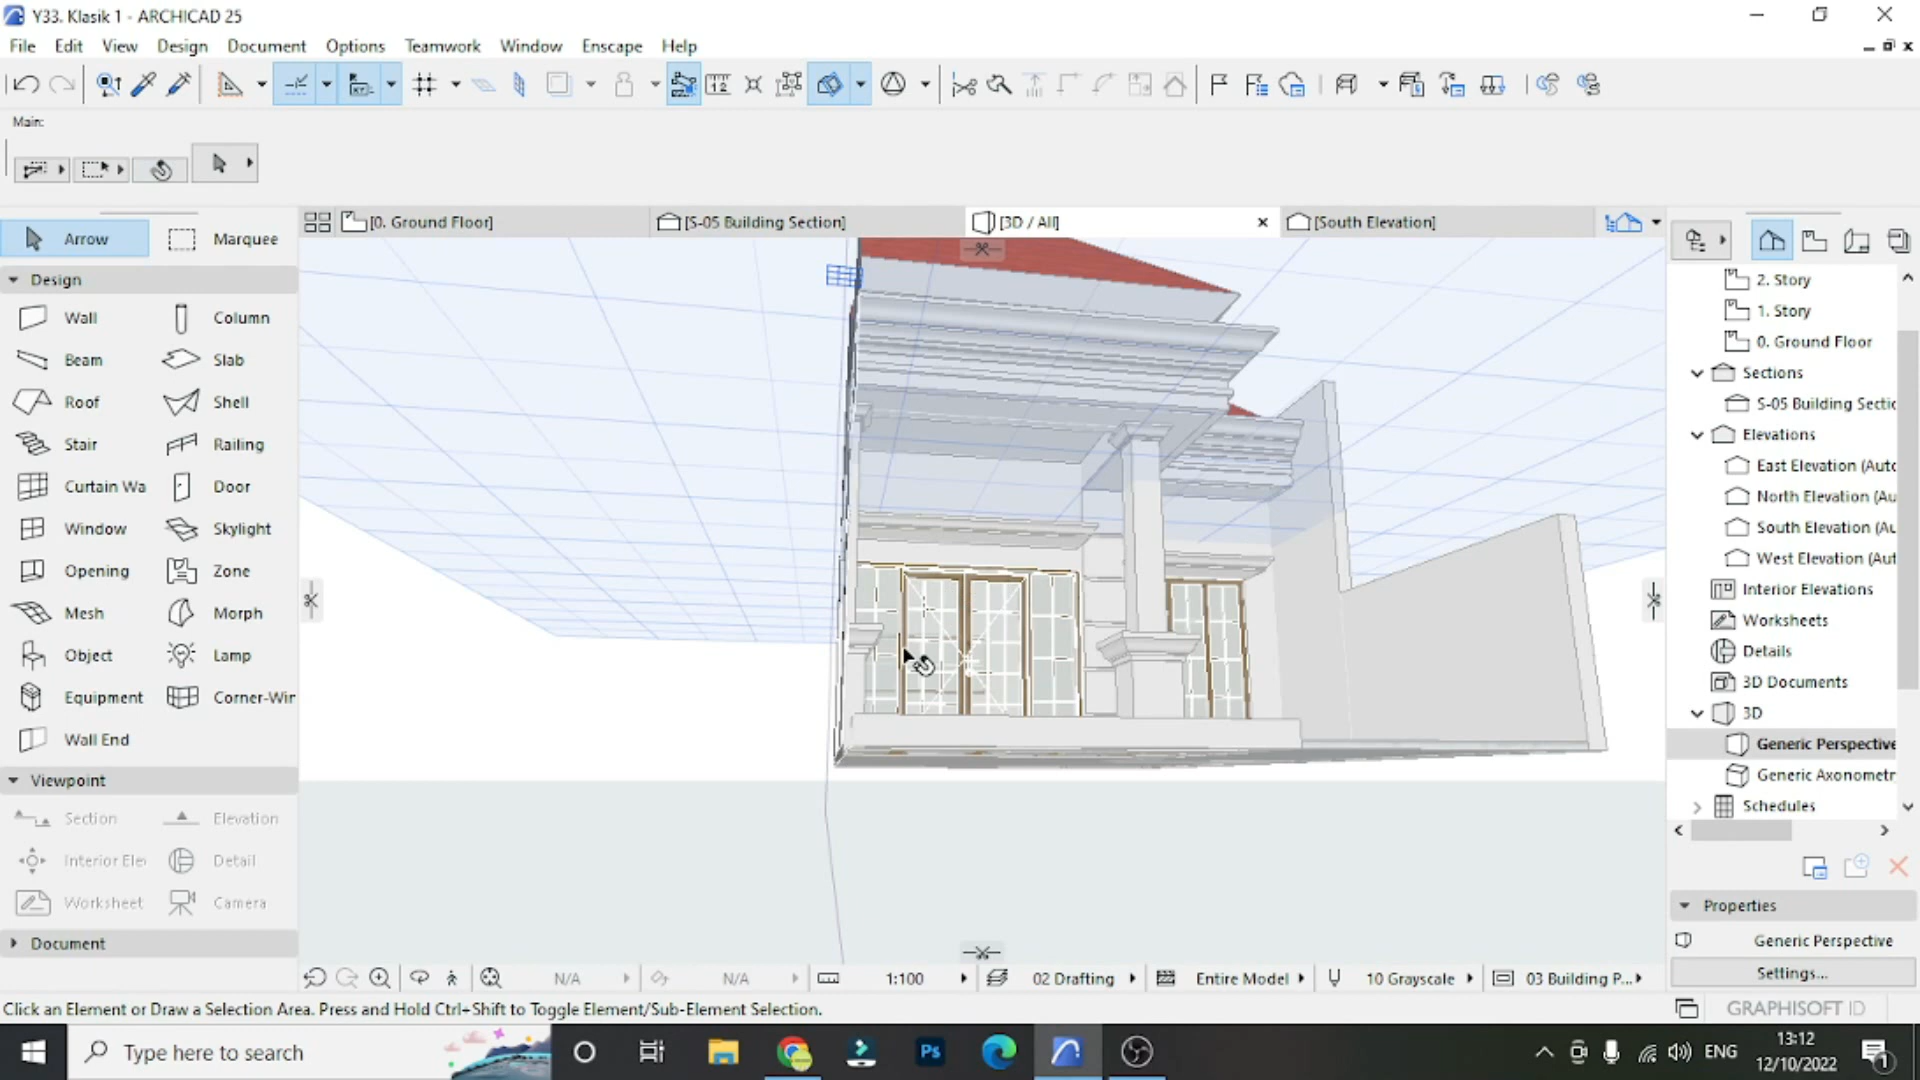 Y33. Klasik 1 - ARCHICAD 25
File Edit View Design Document Options Teamwork Window Enscape Help
Main:
[0. Ground Floor] [S-05 Building Section] [3D / All] [South Elevation]
Arrow Marquee
Design
Wall Column
Beam Slab
Roof Shell
Stair Railing
Curtain Wa Door
Window Skylight
Opening Zone
Mesh Morph
Object Lamp
Equipment Corner-Win
Wall End
Viewpoint
Section Elevation
Interior Ele Detail
Worksheet Camera
Document
2. Story
1. Story
0. Ground Floor
Sections
S-05 Building Sectic
Elevations
East Elevation (Auto
North Elevation (Au
South Elevation (Au
West Elevation (Aut
Interior Elevations
Worksheets
Details
3D Documents
3D
Generic Perspective
Generic Axonometr
Schedules
Properties
Generic Perspective
Settings...
N/A N/A 1:100 02 Drafting Entire Model 10 Grayscale 03 Building P...
Click an Element or Draw a Selection Area. Press and Hold Ctrl+Shift to Toggle Element/Sub-Element Selection.
GRAPHISOFT ID
Type here to search
Ps
ENG
13:12
12/10/2022
1